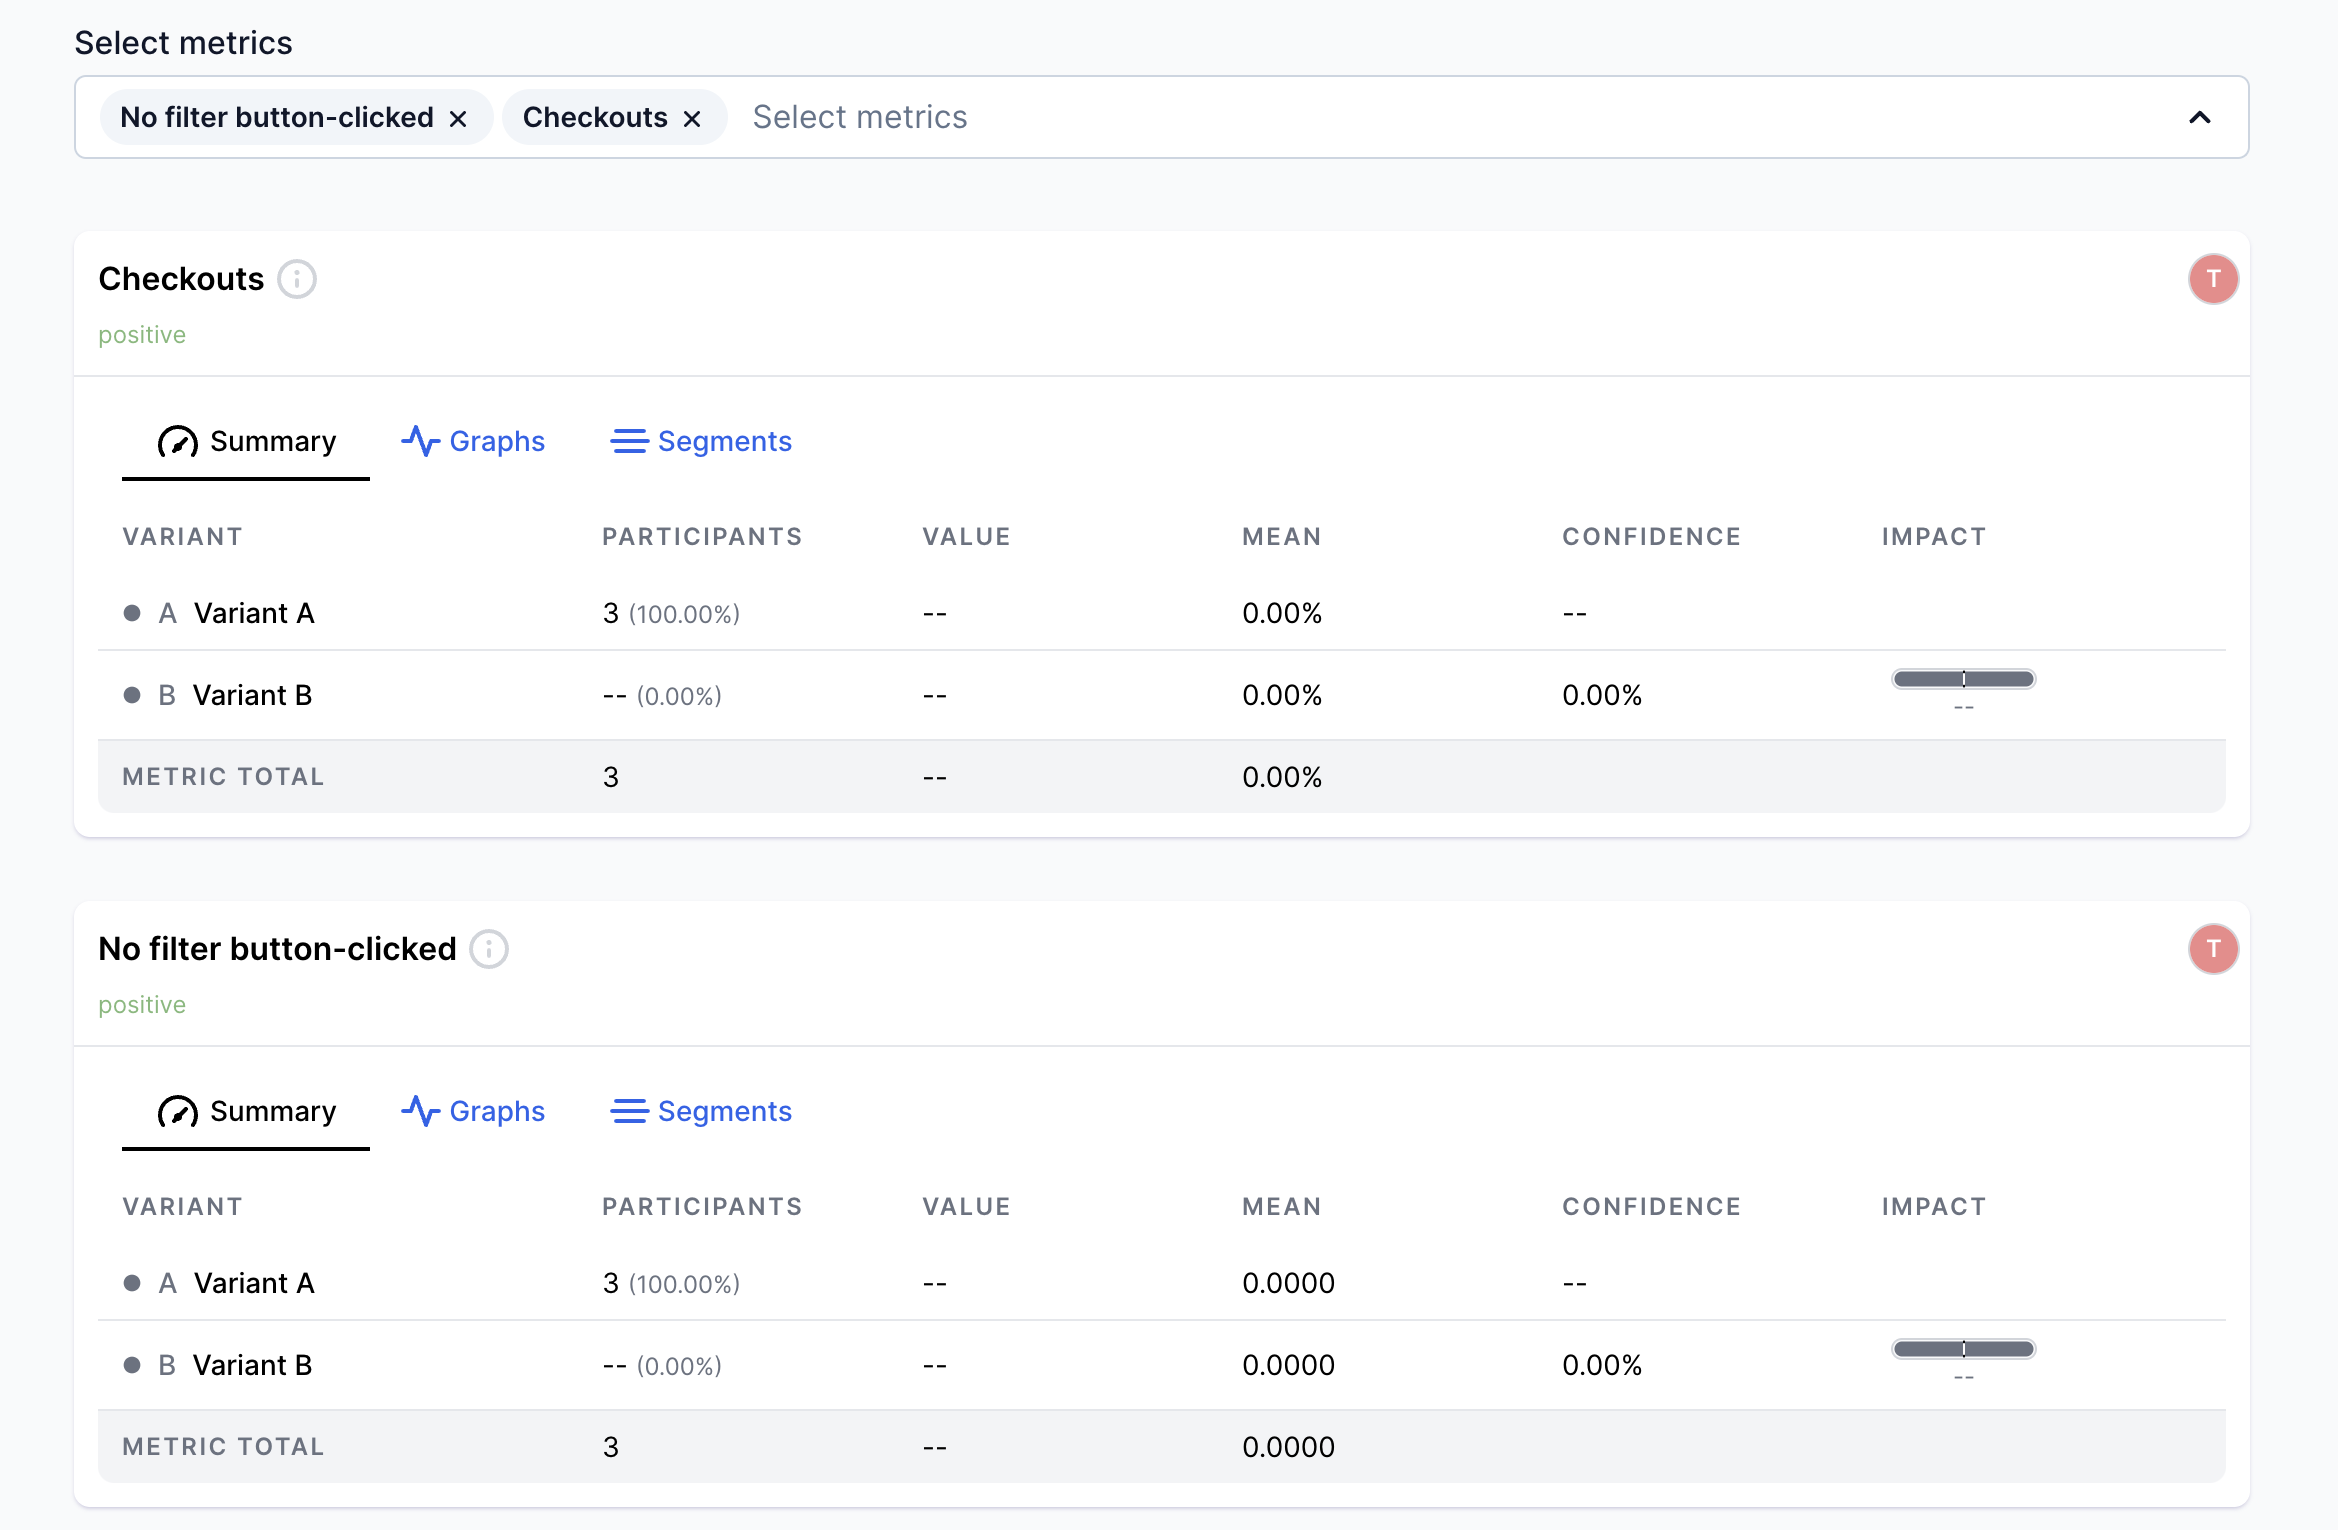 Select metrics
No filter button-clicked × Checkouts × Select metrics
Checkouts
T
positive
Summary Graphs Segments
VARIANT PARTICIPANTS VALUE MEAN CONFIDENCE IMPACT
A Variant A 3 (100.00%) -- 0.00% --
B Variant B -- (0.00%) -- 0.00% 0.00% --
METRIC TOTAL 3 -- 0.00%
No filter button-clicked
T
positive
Summary Graphs Segments
VARIANT PARTICIPANTS VALUE MEAN CONFIDENCE IMPACT
A Variant A 3 (100.00%) -- 0.0000 --
B Variant B -- (0.00%) -- 0.0000 0.00% --
METRIC TOTAL 3 -- 0.0000